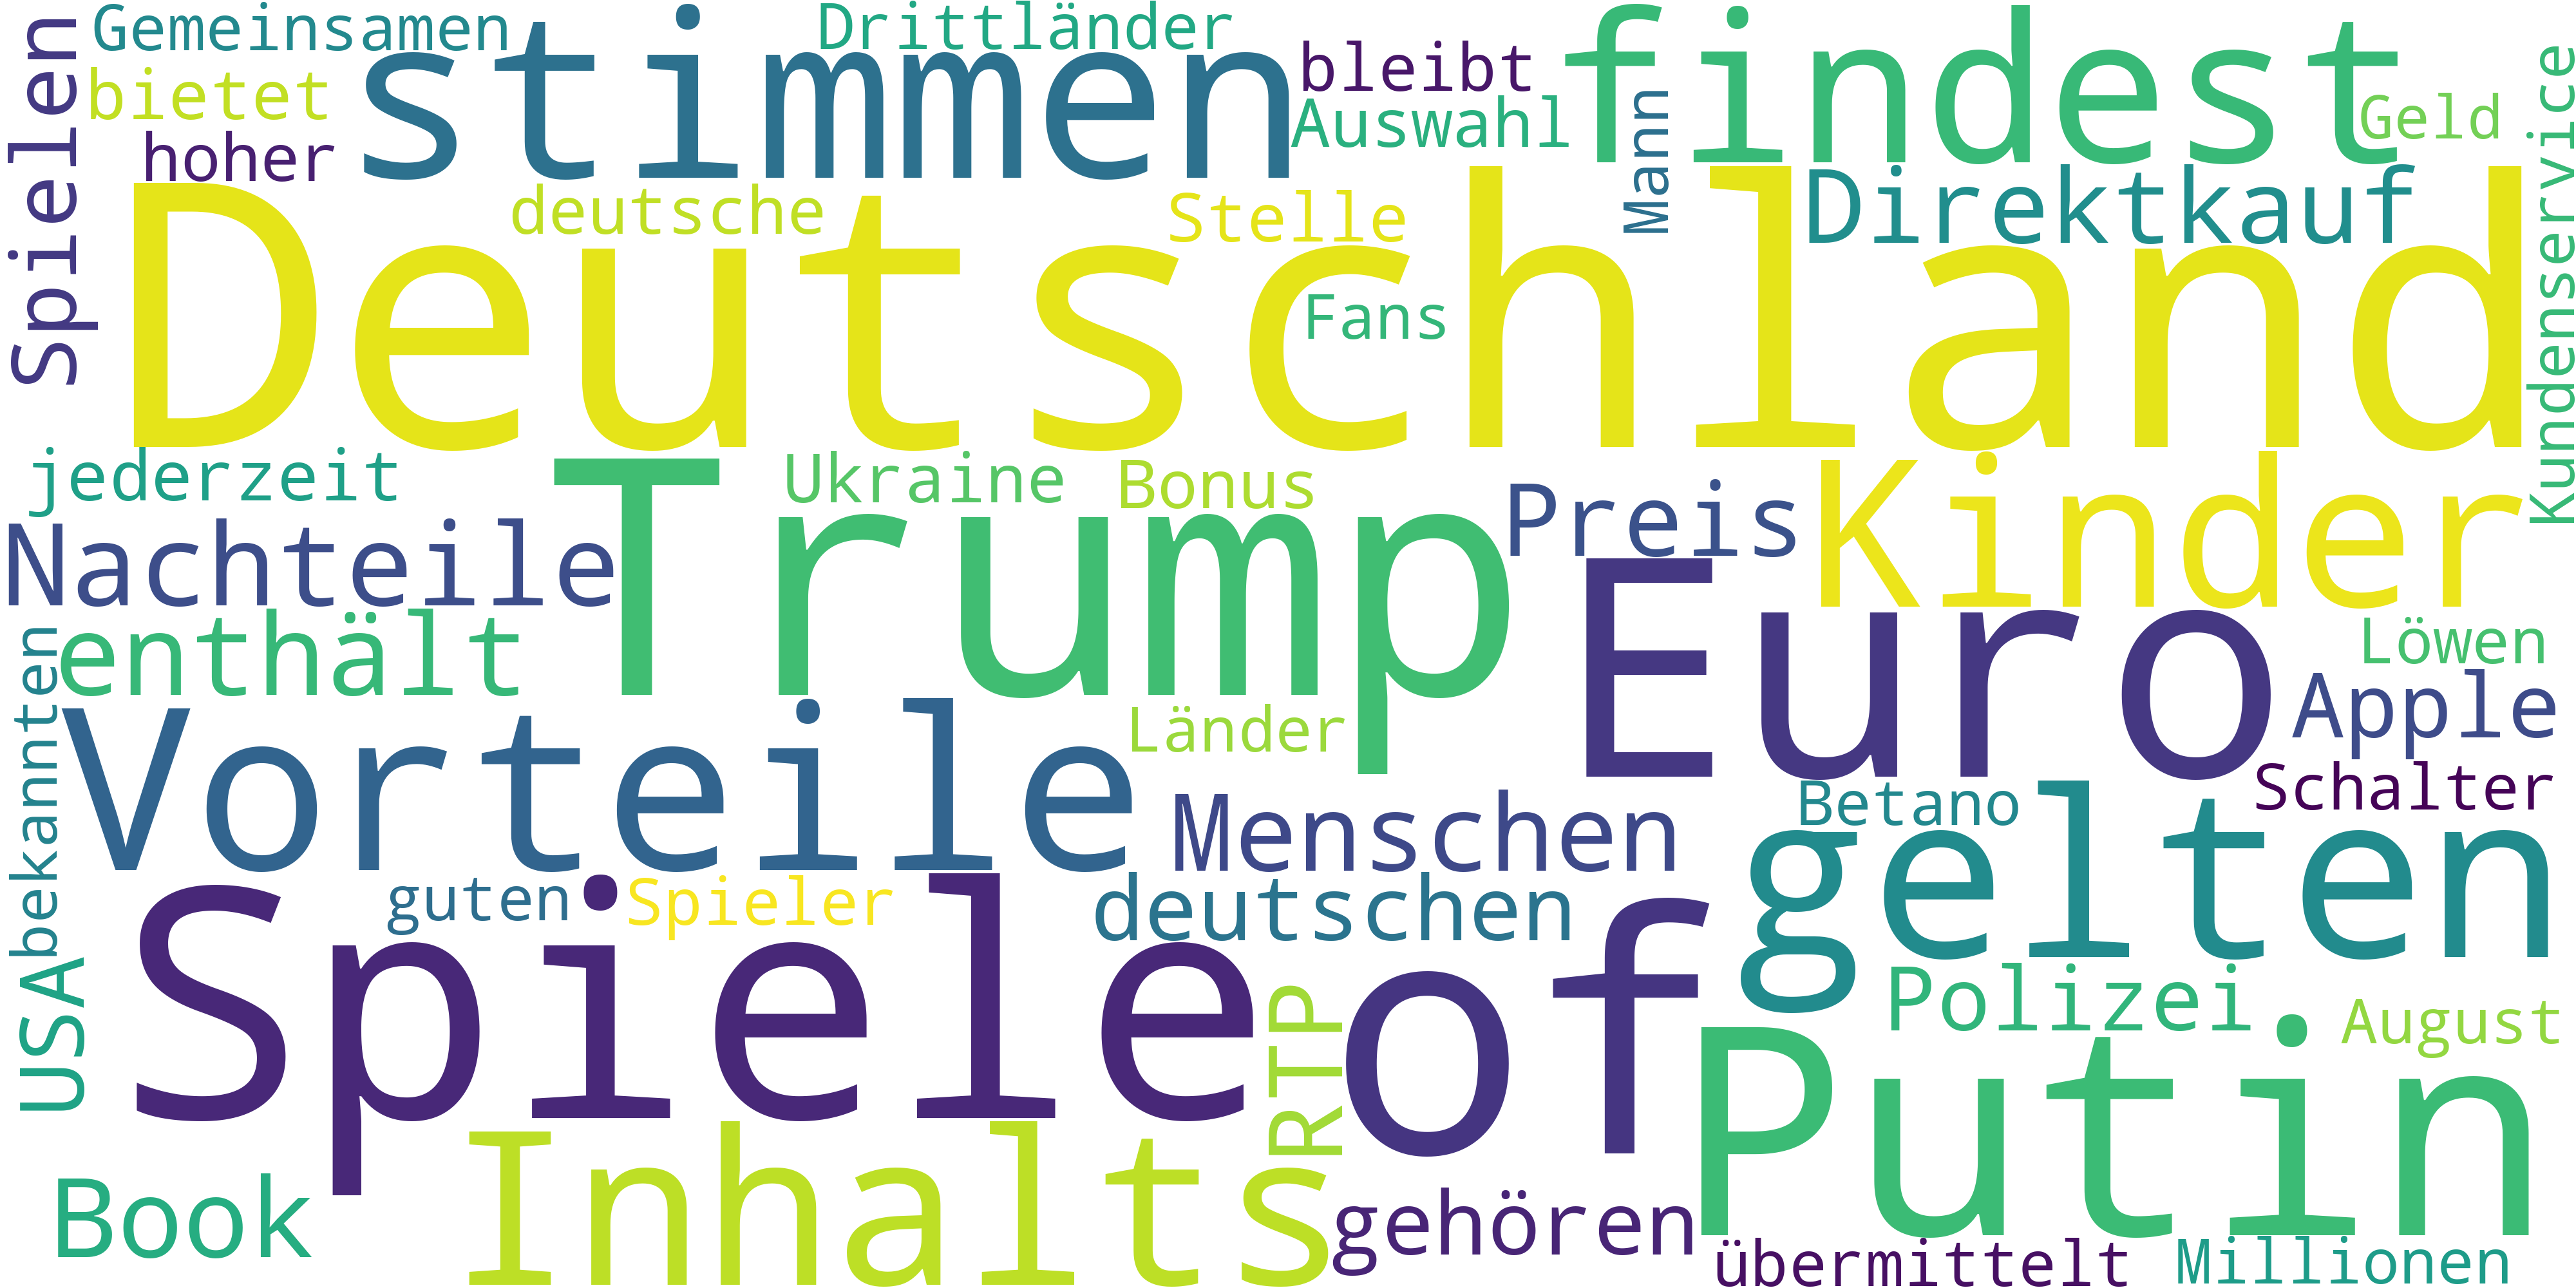 Gemeinsamen
stimmen
Drittländer
bleibt
findest
Spielen
bietet
Auswahl
Mann
Geld
Kundenservice
hoher
deutsche
Stelle
Direktkauf
Deutschland
Fans
jederzeit
Trump
Ukraine
Bonus
Preis
Kinder
Nachteile
Euro
enthält
Löwen
bekannten
Vorteile
Länder
Apple
Menschen
Betano
Schalter
gelten
guten
Spieler
deutschen
USA
Spiele
of
RTP
Polizei
August
Putin
Book
Inhalts
gehören
übermittelt
Millionen